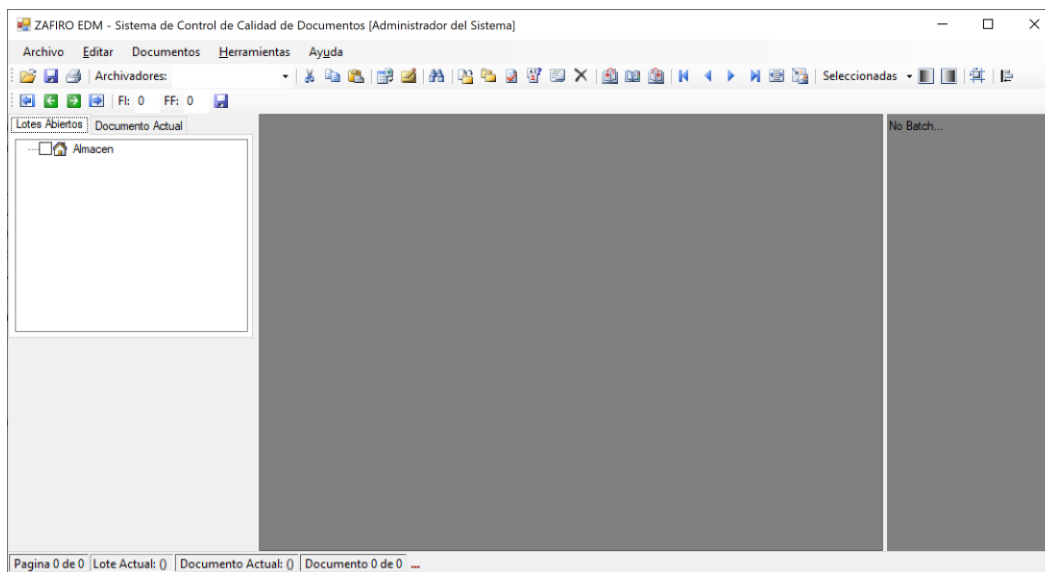 ZAFIRO EDM - Sistema de Control de Calidad de Documentos [Administrador del Sistema]
Archivo Editar Documentos Herramientas Ayuda
Archivadores: Seleccionadas
FI: 0 FF: 0
Lotes Abiertos Documento Actual No Batch...
Almacen
Pagina 0 de 0 Lote Actual: () Documento Actual: () Documento 0 de 0 ...